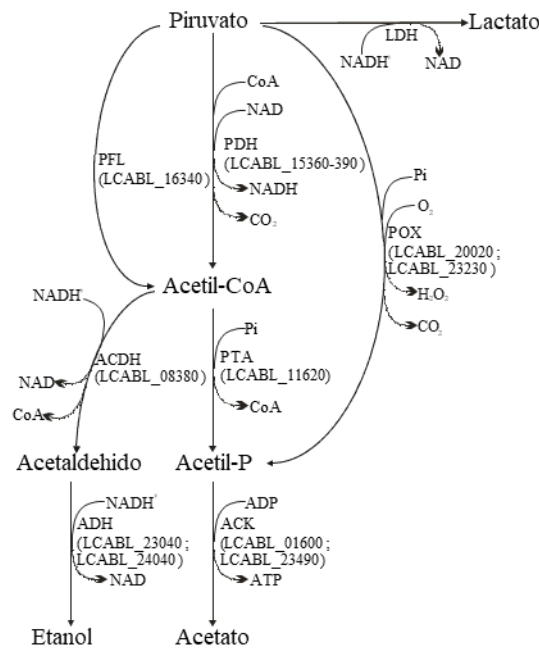 Piruvato
Lactato
LDH
NADH
NAD
CoA
NAD
PDH
(LCABL_15360-390)
NADH
CO₂
PFL
(LCABL_16340)
Pi
O₂
POX
(LCABL_20020;
LCABL_23230)
H₂O₂
CO₂
Acetil-CoA
NADH
ACDH
(LCABL_08380)
NAD
CoA
Pi
PTA
(LCABL_11620)
CoA
Acetaldehido
Acetil-P
NADH
ADH
(LCABL_23040;
LCABL_24040)
NAD
ADP
ACK
(LCABL_01600;
LCABL_23490)
ATP
Etanol
Acetato